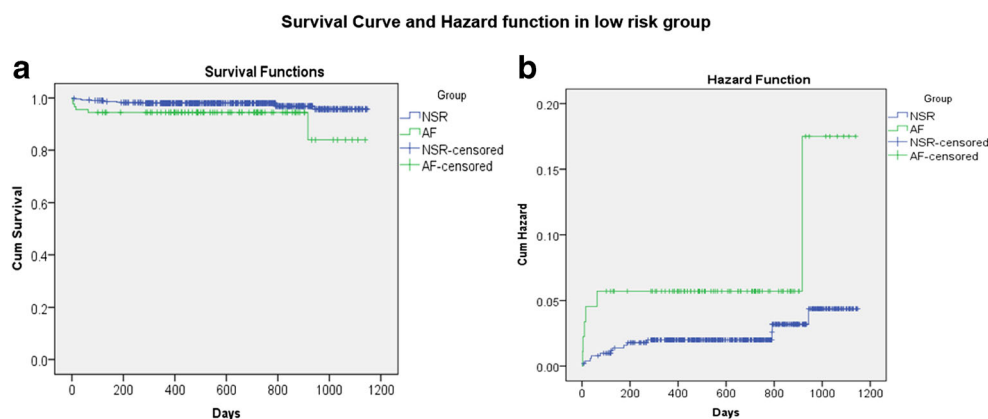 Survival Curve and Hazard function in low risk group
a
Survival Functions
Cum Survival
1.0
0.8
0.6
0.4
0.2
0.0
0 200 400 600 800 1000 1200
Days
Group
NSR
AF
NSR-censored
AF-censored
b
Hazard Function
Cum Hazard
0.20
0.15
0.10
0.05
0.00
0 200 400 600 800 1000 1200
Days
Group
NSR
AF
NSR-censored
AF-censored